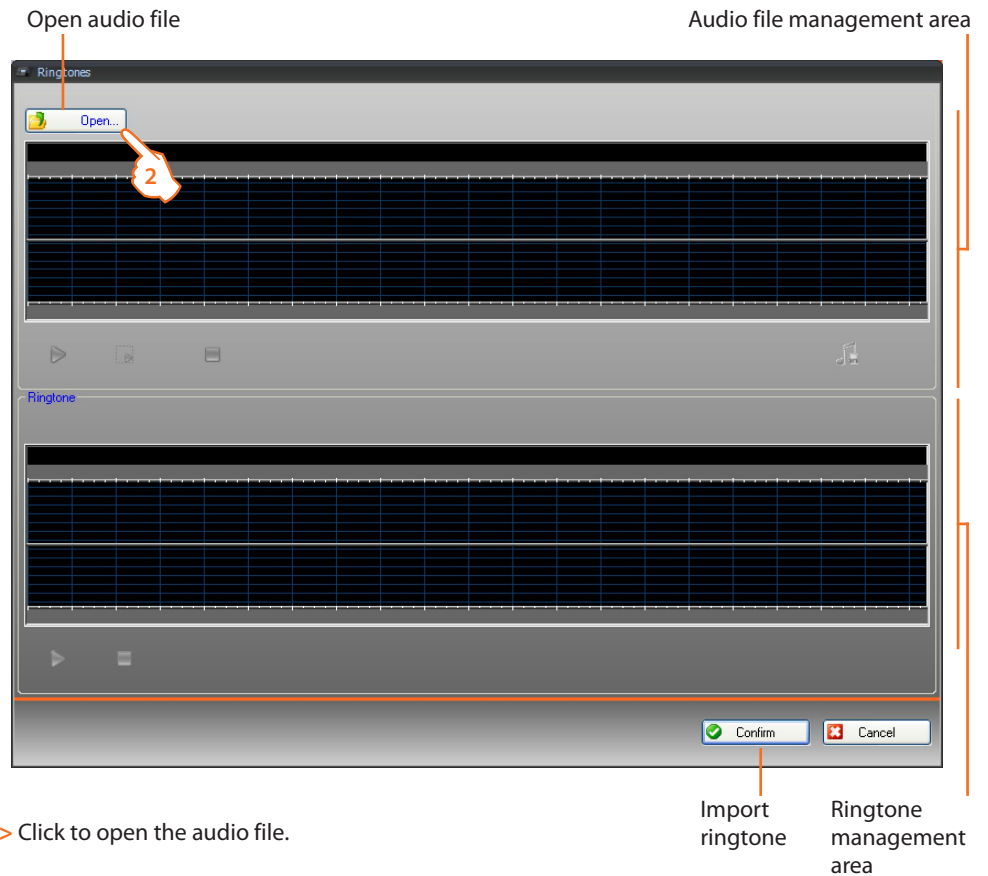 Open audio file
Audio file management area
Ringtones
Open...
2
Ringtone
Confirm
Cancel
Import
ringtone
Ringtone
management
area
> Click to open the audio file.